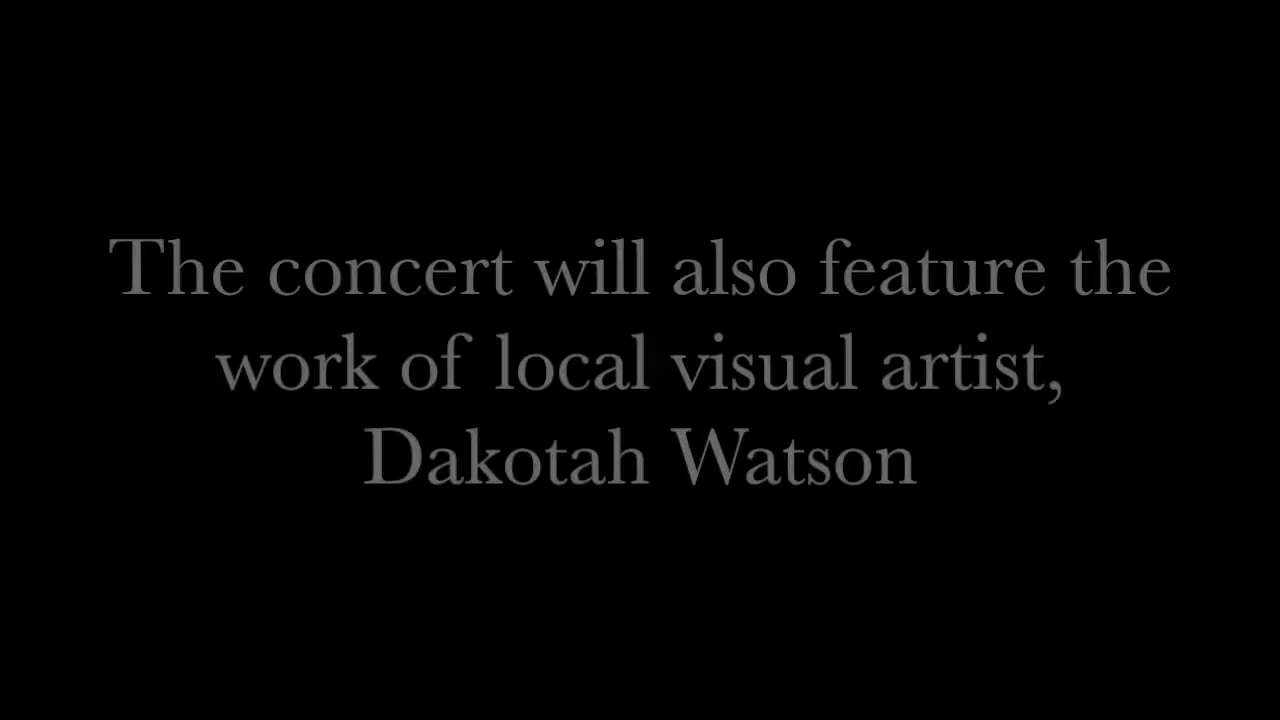 The concert will also feature the
work of local visual artist,
Dakotah Watson